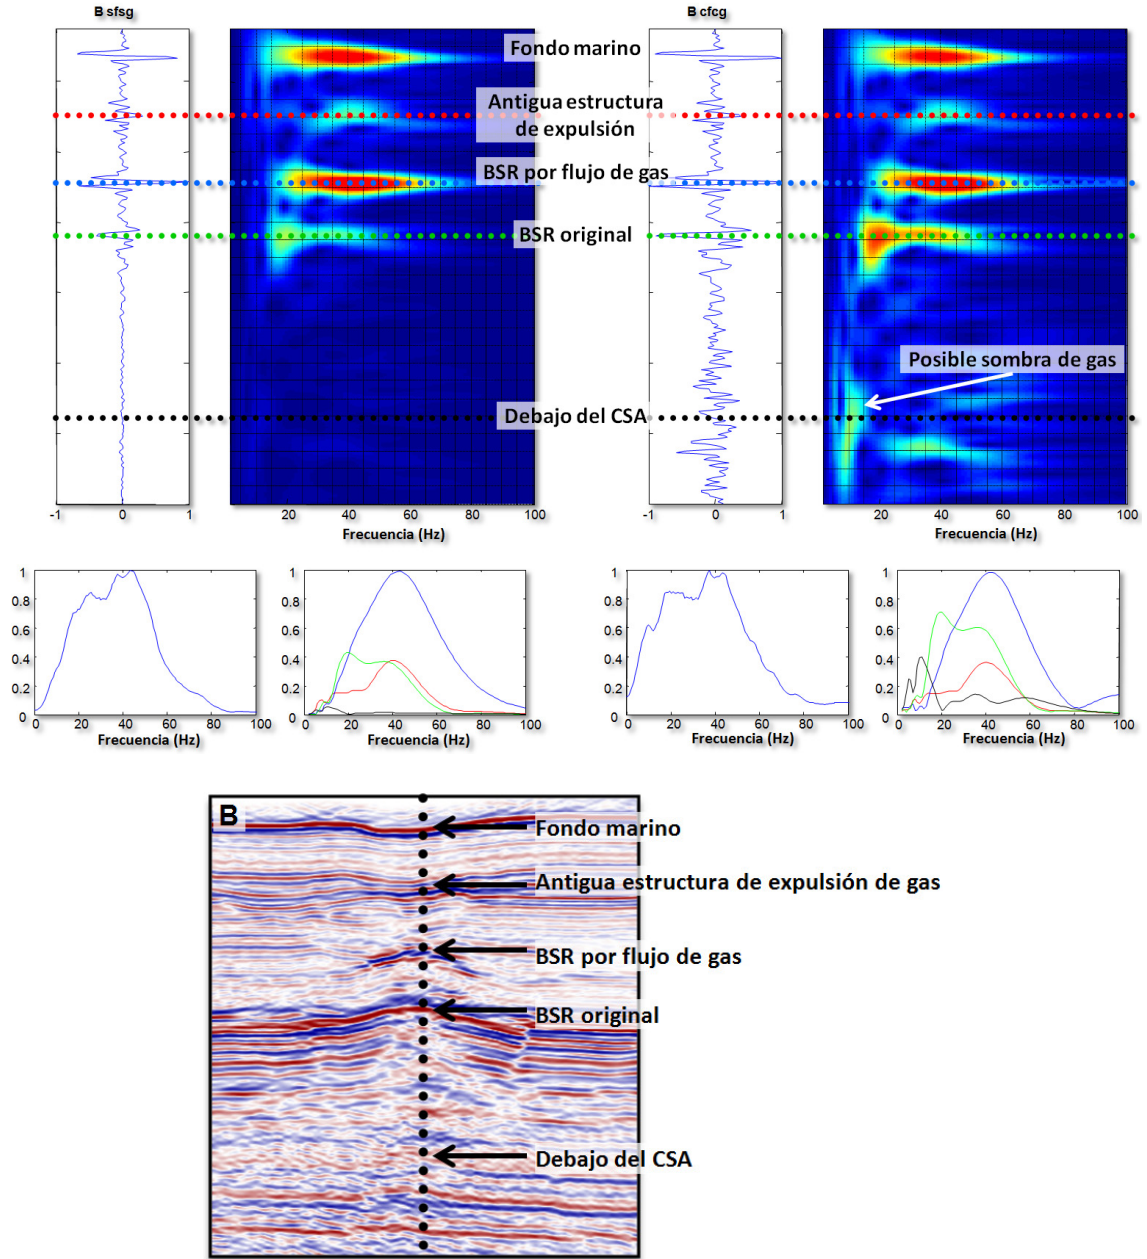 B sfsg
B cfcg
Fondo marino
Antigua estructura
de expulsión
BSR por flujo de gas
BSR original
Posible sombra de gas
Debajo del CSA
-1 0 1
20 40 60 80 100
Frecuencia (Hz)
-1 0 1
20 40 60 80 100
Frecuencia (Hz)
1
0.8
0.6
0.4
0.2
0
0 20 40 60 80 100
Frecuencia (Hz)
1
0.8
0.6
0.4
0.2
0
0 20 40 60 80 100
Frecuencia (Hz)
1
0.8
0.6
0.4
0.2
0
0 20 40 60 80 100
Frecuencia (Hz)
1
0.8
0.6
0.4
0.2
0
0 20 40 60 80 100
Frecuencia (Hz)
B
Fondo marino
Antigua estructura de expulsión de gas
BSR por flujo de gas
BSR original
Debajo del CSA